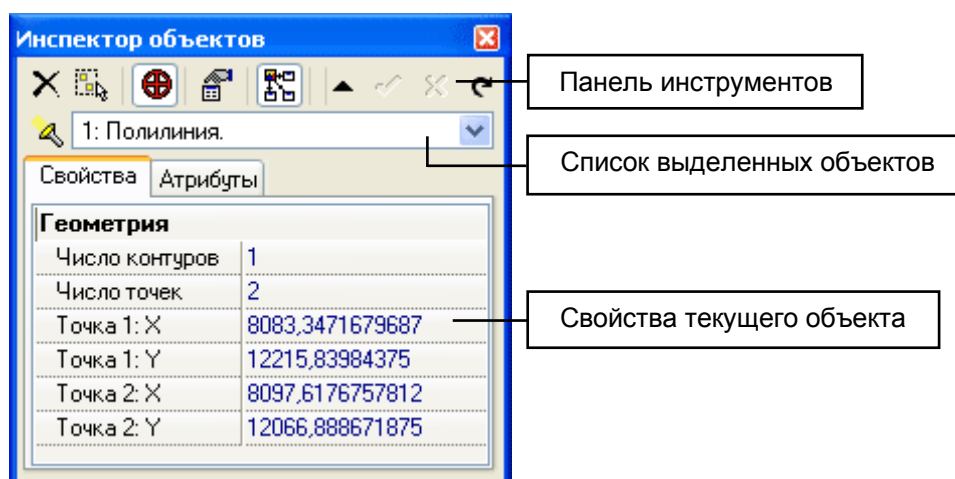 Инспектор объектов
Панель инструментов
1: Полилиния.
Список выделенных объектов
Свойства Атрибуты
Геометрия
Число контуров 1
Число точек 2
Точка 1: X 8083,3471679687
Свойства текущего объекта
Точка 1: Y 12215,83984375
Точка 2: X 8097,6176757812
Точка 2: Y 12066,888671875